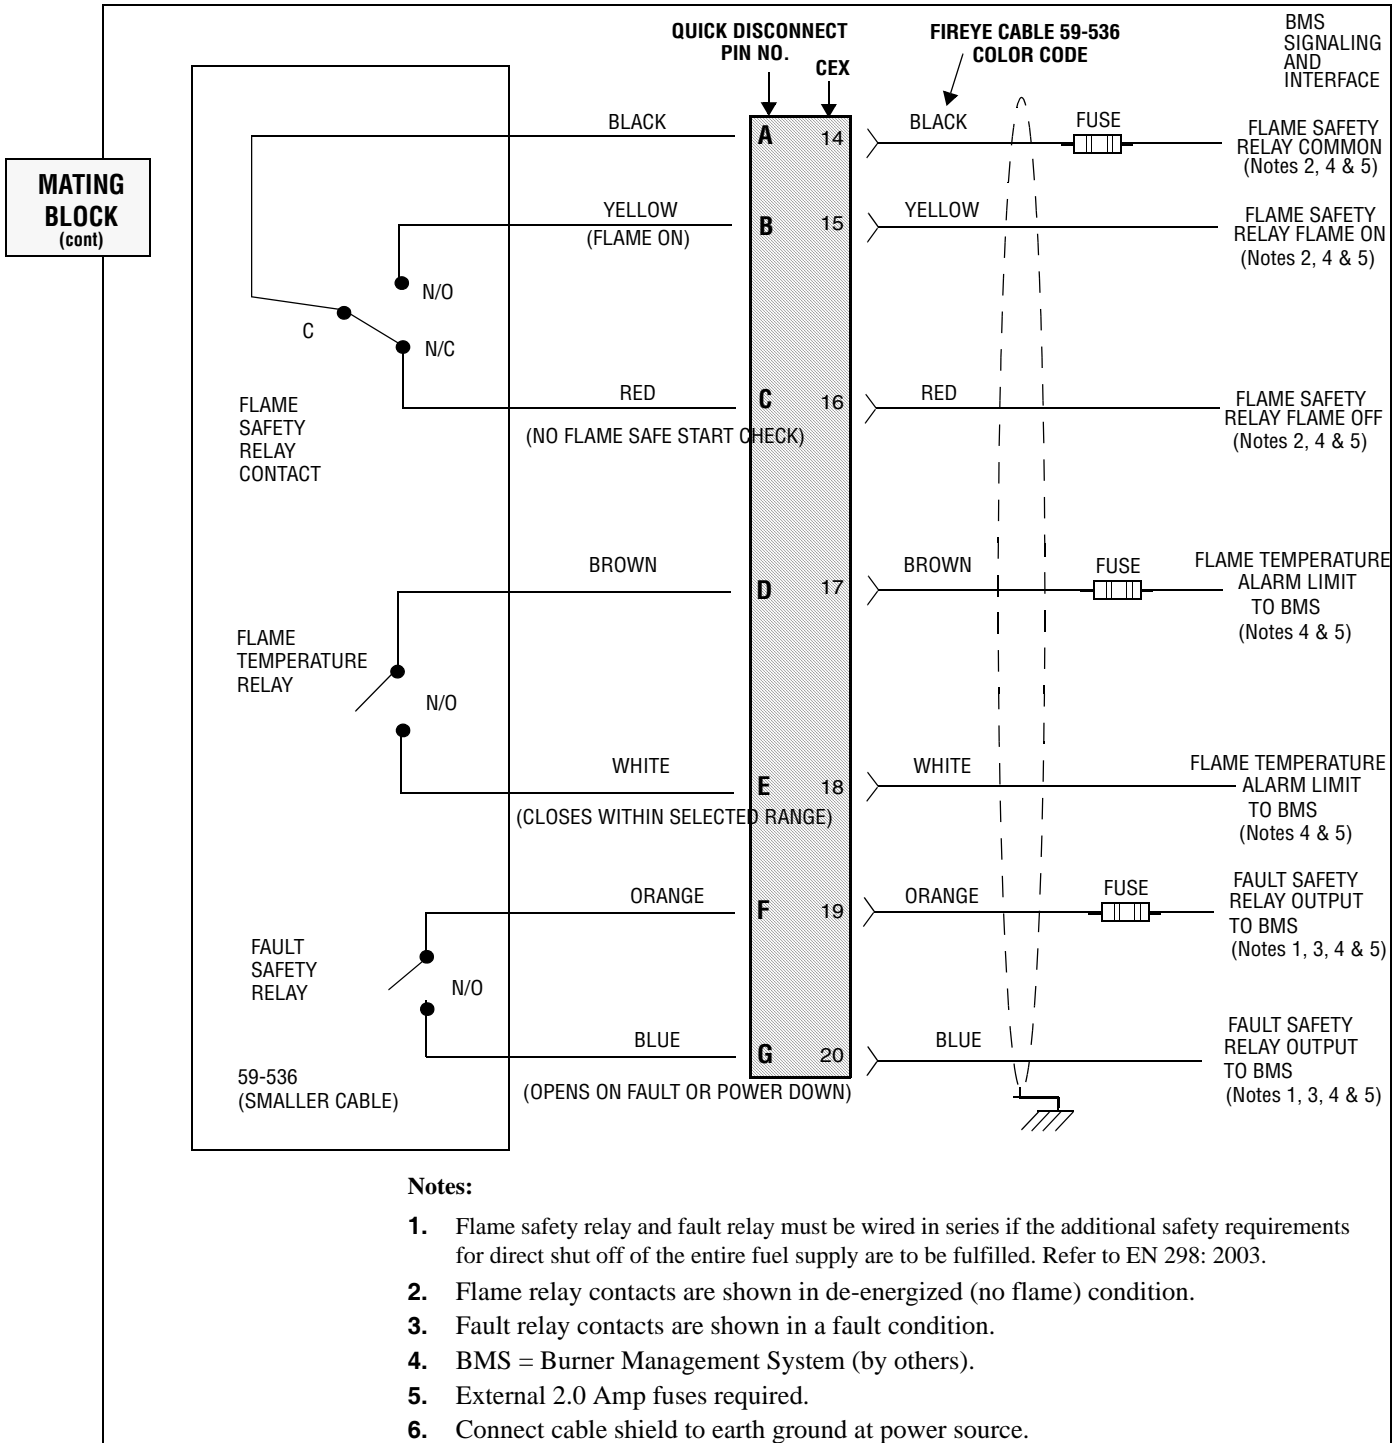 QUICK DISCONNECT
PIN NO.
CEX
FIREYE CABLE 59-536
COLOR CODE
BMS
SIGNALING
AND
INTERFACE
MATING
BLOCK
(cont)
BLACK
A
14
BLACK
FUSE
FLAME SAFETY
RELAY COMMON
(Notes 2, 4 & 5)
YELLOW
(FLAME ON)
B
15
YELLOW
FLAME SAFETY
RELAY FLAME ON
(Notes 2, 4 & 5)
N/O
C
N/C
FLAME
SAFETY
RELAY
CONTACT
RED
(NO FLAME SAFE START CHECK)
C
16
RED
FLAME SAFETY
RELAY FLAME OFF
(Notes 2, 4 & 5)
BROWN
D
17
BROWN
FUSE
FLAME TEMPERATURE
ALARM LIMIT
TO BMS
(Notes 4 & 5)
FLAME
TEMPERATURE
RELAY
N/O
WHITE
(CLOSES WITHIN SELECTED RANGE)
E
18
WHITE
FLAME TEMPERATURE
ALARM LIMIT
TO BMS
(Notes 4 & 5)
ORANGE
F
19
ORANGE
FUSE
FAULT SAFETY
RELAY OUTPUT
TO BMS
(Notes 1, 3, 4 & 5)
FAULT
SAFETY
RELAY
N/O
BLUE
(OPENS ON FAULT OR POWER DOWN)
G
20
BLUE
FAULT SAFETY
RELAY OUTPUT
TO BMS
(Notes 1, 3, 4 & 5)
59-536
(SMALLER CABLE)
Notes:
1. Flame safety relay and fault relay must be wired in series if the additional safety requirements
for direct shut off of the entire fuel supply are to be fulfilled. Refer to EN 298: 2003.
2. Flame relay contacts are shown in de-energized (no flame) condition.
3. Fault relay contacts are shown in a fault condition.
4. BMS = Burner Management System (by others).
5. External 2.0 Amp fuses required.
6. Connect cable shield to earth ground at power source.